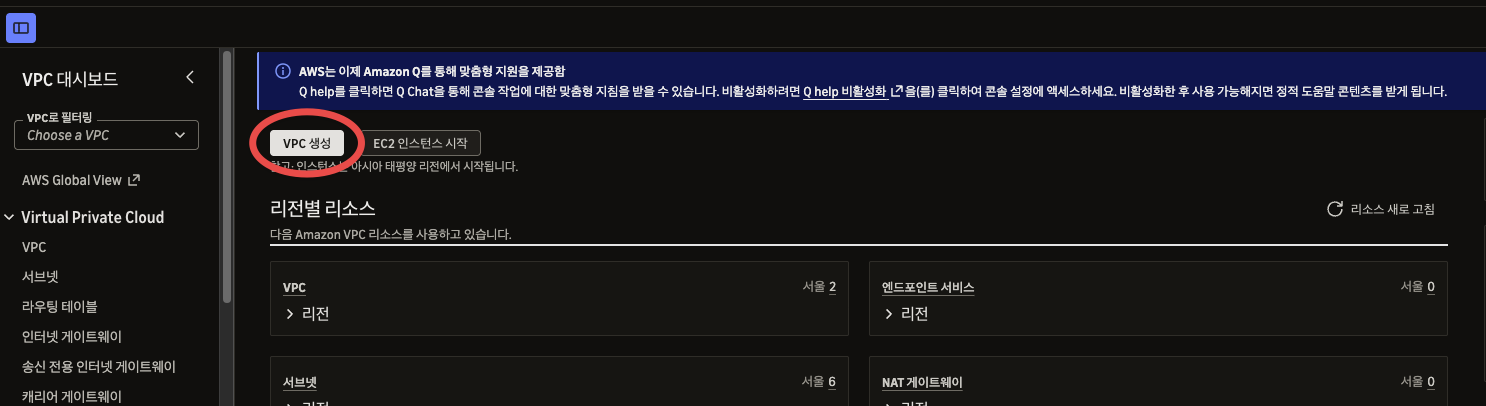 VPC 대시보드
VPC로 필터링
Choose a VPC
AWS Global View
Virtual Private Cloud
VPC
서브넷
라우팅 테이블
인터넷 게이트웨이
송신 전용 인터넷 게이트웨이
캐리어 게이트웨이
AWS는 이제 Amazon Q를 통해 맞춤형 지원을 제공함
Q help를 클릭하면 Q Chat을 통해 콘솔 작업에 대한 맞춤형 지침을 받을 수 있습니다. 비활성화하려면 Q help 비활성화 을(를) 클릭하여 콘솔 설정에 액세스하세요. 비활성화한 후 사용 가능해지면 정적 도움말 콘텐츠를 받게 됩니다.
VPC 생성
EC2 인스턴스 시작
참고: 인스턴스는 아시아 태평양 리전에서 시작됩니다.
리전별 리소스
리소스 새로 고침
다음 Amazon VPC 리소스를 사용하고 있습니다.
VPC 서울 2
리전
엔드포인트 서비스 서울 0
리전
서브넷 서울 6
리전
NAT 게이트웨이 서울 0
리전